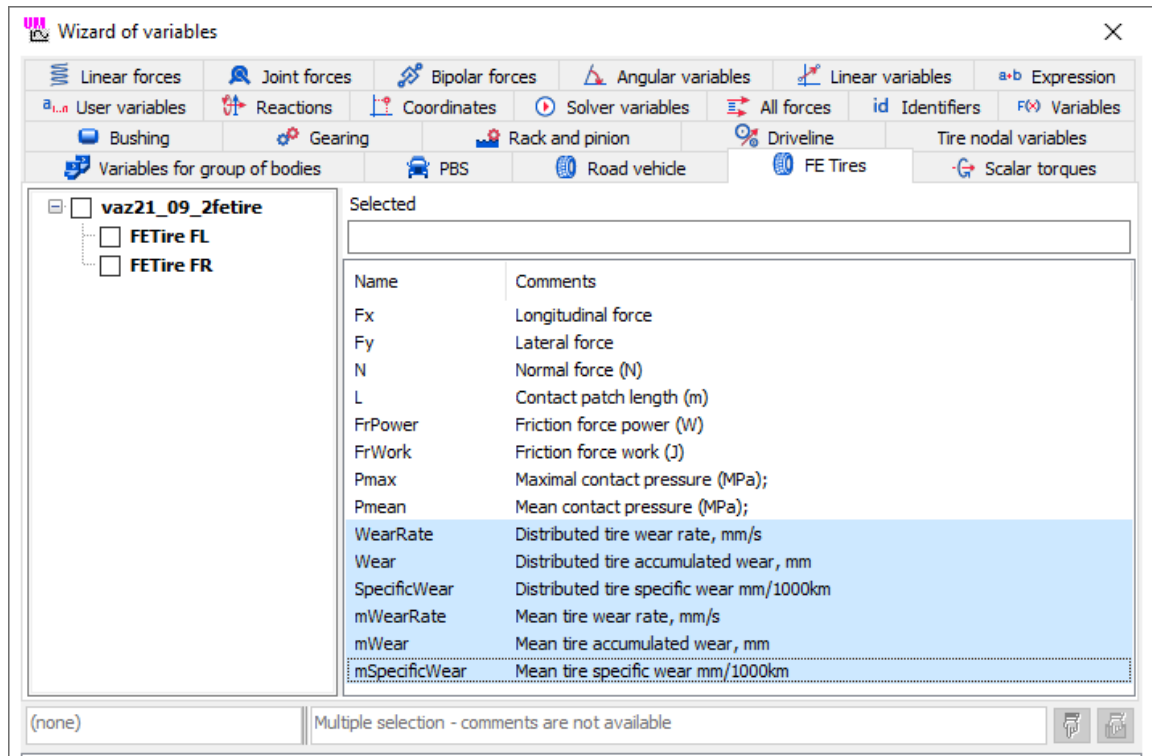 UM Wizard of variables
Linear forces Joint forces Bipolar forces Angular variables Linear variables a+b Expression
a1..n User variables Reactions Coordinates Solver variables All forces id Identifiers F(x) Variables
Bushing Gearing Rack and pinion Driveline Tire nodal variables
Variables for group of bodies PBS Road vehicle FE Tires Scalar torques
vaz21_09_2fetire
FETire FL
FETire FR
Selected
Name Comments
Fx Longitudinal force
Fy Lateral force
N Normal force (N)
L Contact patch length (m)
FrPower Friction force power (W)
FrWork Friction force work (J)
Pmax Maximal contact pressure (MPa);
Pmean Mean contact pressure (MPa);
WearRate Distributed tire wear rate, mm/s
Wear Distributed tire accumulated wear, mm
SpecificWear Distributed tire specific wear mm/1000km
mWearRate Mean tire wear rate, mm/s
mWear Mean tire accumulated wear, mm
mSpecificWear Mean tire specific wear mm/1000km
(none) Multiple selection - comments are not available